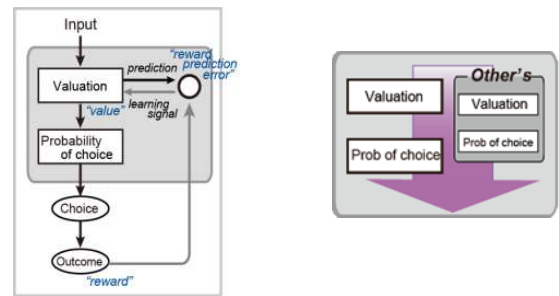 Input
Valuation
prediction
"reward
prediction
error"
"value"
learning
signal
Probability
of choice
Choice
Outcome
"reward"
Other's
Valuation
Valuation
Prob of choice
Prob of choice